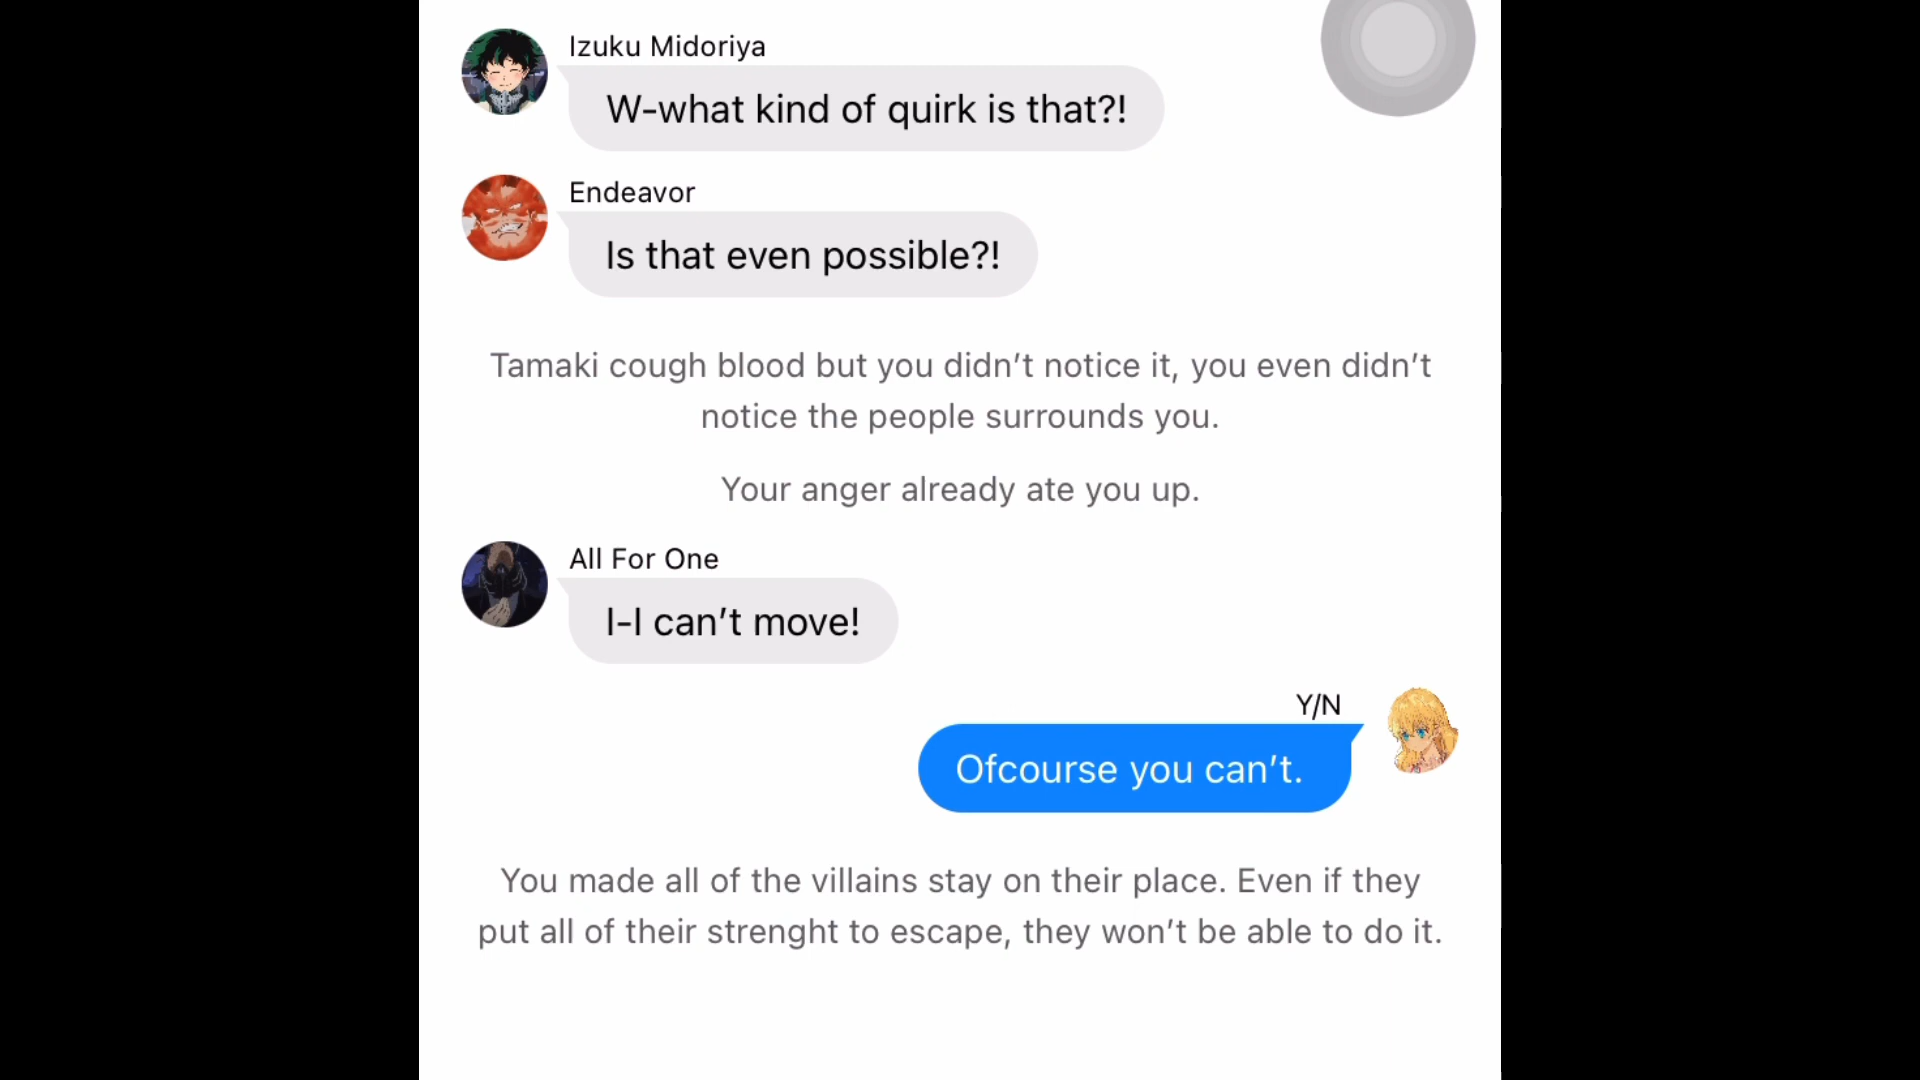 Izuku Midoriya
W-what kind of quirk is that?!
Endeavor
Is that even possible?!
Tamaki cough blood but you didn’t notice it, you even didn’t
notice the people surrounds you.
Your anger already ate you up.
All For One
I-I can’t move!
Y/N
Ofcourse you can’t.
You made all of the villains stay on their place. Even if they
put all of their strenght to escape, they won’t be able to do it.